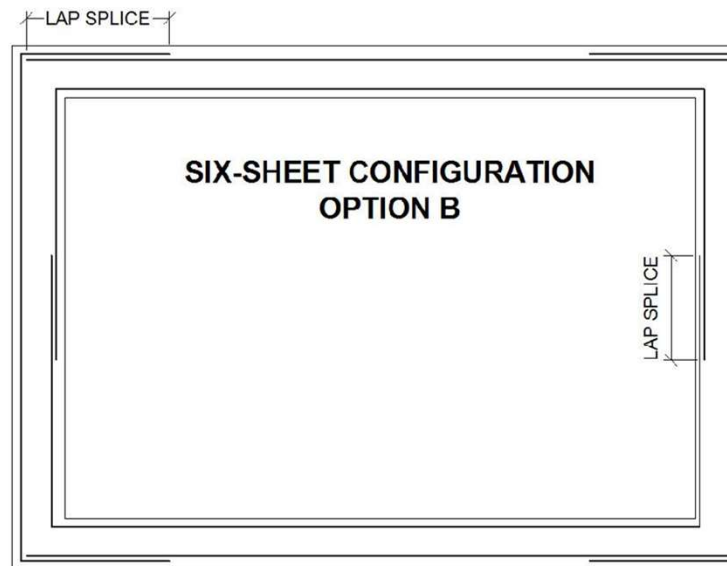 LAP SPLICE
SIX-SHEET CONFIGURATION
OPTION B
LAP SPLICE